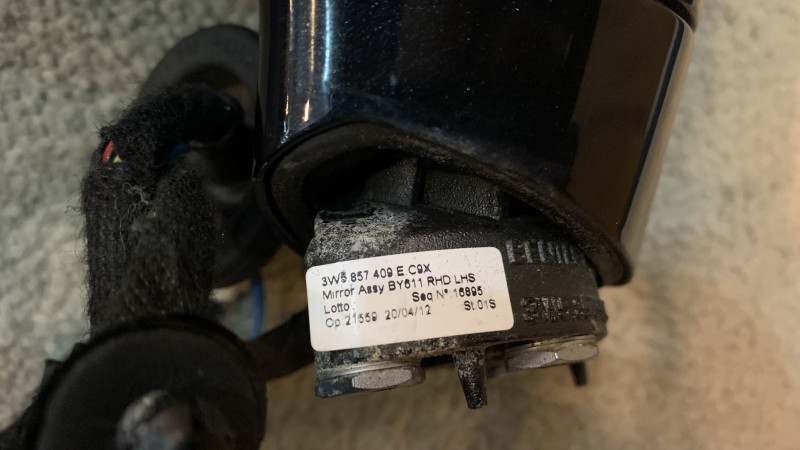 3W5 857 409 E C9X
Mirror Assy BY611 RHD LHS
Lotto: Seq N° 16895
Op:21559 20/04/12 St.01S